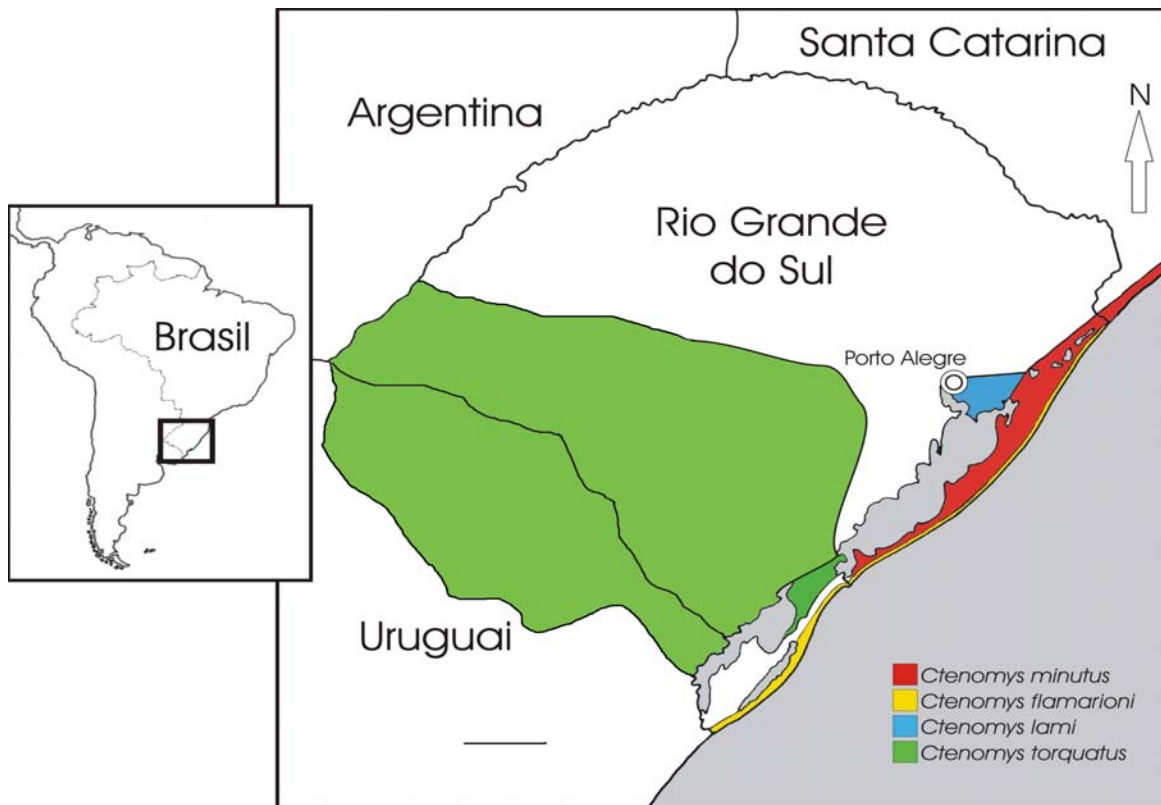 Santa Catarina
Argentina
N
Rio Grande
do Sul
Brasil
Porto Alegre
Uruguai
Ctenomys minutus
Ctenomys flamarioni
Ctenomys lami
Ctenomys torquatus